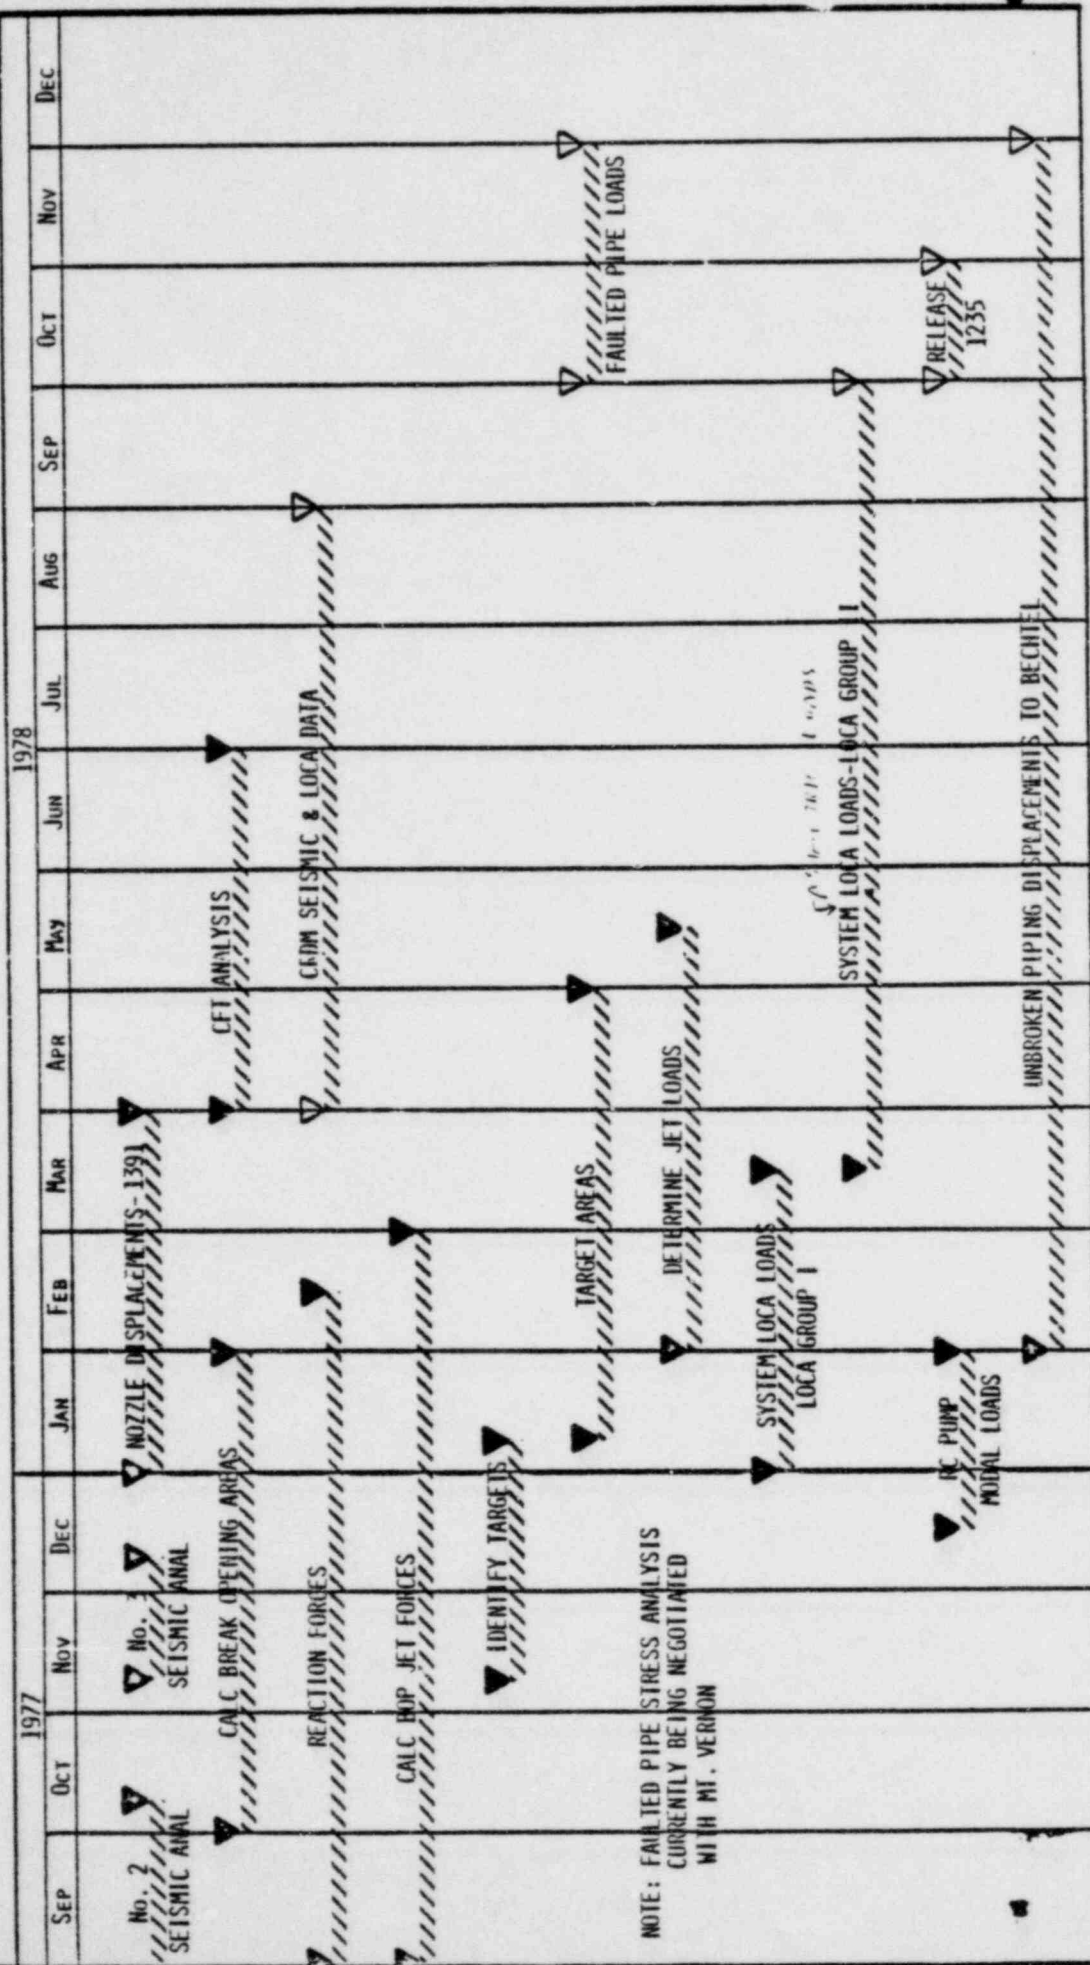 1977
1978
SEP
OCT
NOV
DEC
JAN
FEB
MAR
APR
MAY
JUN
JUL
AUG
SEP
OCT
NOV
DEC
No. 2
SEISMIC ANAL
No. 3
SEISMIC ANAL
NOZZLE DISPLACEMENTS-1391
CALC BREAK OPENING AREAS
CFT ANALYSIS
REACTION FORCES
CRDM SEISMIC & LOCA DATA
CALC BOP JET FORCES
IDENTIFY TARGETS
TARGET AREAS
FAULTED PIPE LOADS
NOTE: FAULTED PIPE STRESS ANALYSIS
CURRENTLY BEING NEGOTIATED
WITH MT. VERNON
DETERMINE JET LOADS
SYSTEM LOCA LOADS
LOCA GROUP I
SYSTEM LOCA LOADS-LOCA GROUP II
RC PUMP
MODAL LOADS
RELEASE
1235
UNBROKEN PIPING DISPLACEMENTS TO BECHTEL